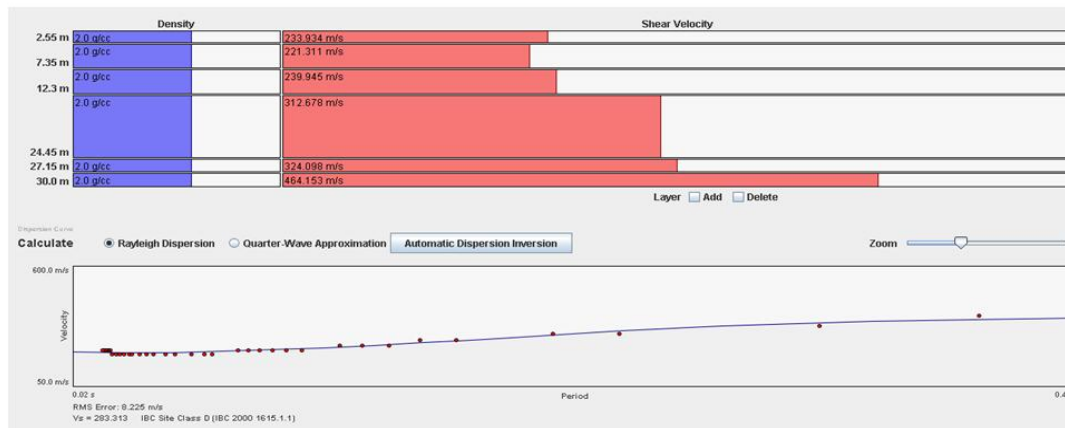 Density Shear Velocity
2.55 m 2.0 g/cc 233.934 m/s
7.35 m 2.0 g/cc 221.311 m/s
12.3 m 2.0 g/cc 239.945 m/s
24.45 m 2.0 g/cc 312.678 m/s
27.15 m 2.0 g/cc 324.098 m/s
30.0 m 2.0 g/cc 464.153 m/s
Layer Add Delete
Dispersion Curve
Calculate Rayleigh Dispersion Quarter-Wave Approximation Automatic Dispersion Inversion Zoom
600.0 m/s
Velocity
50.0 m/s
0.02 s Period 0.4
RMS Error: 8.225 m/s
Vs = 283.313 IBC Site Class D (IBC 2000 1615.1.1)